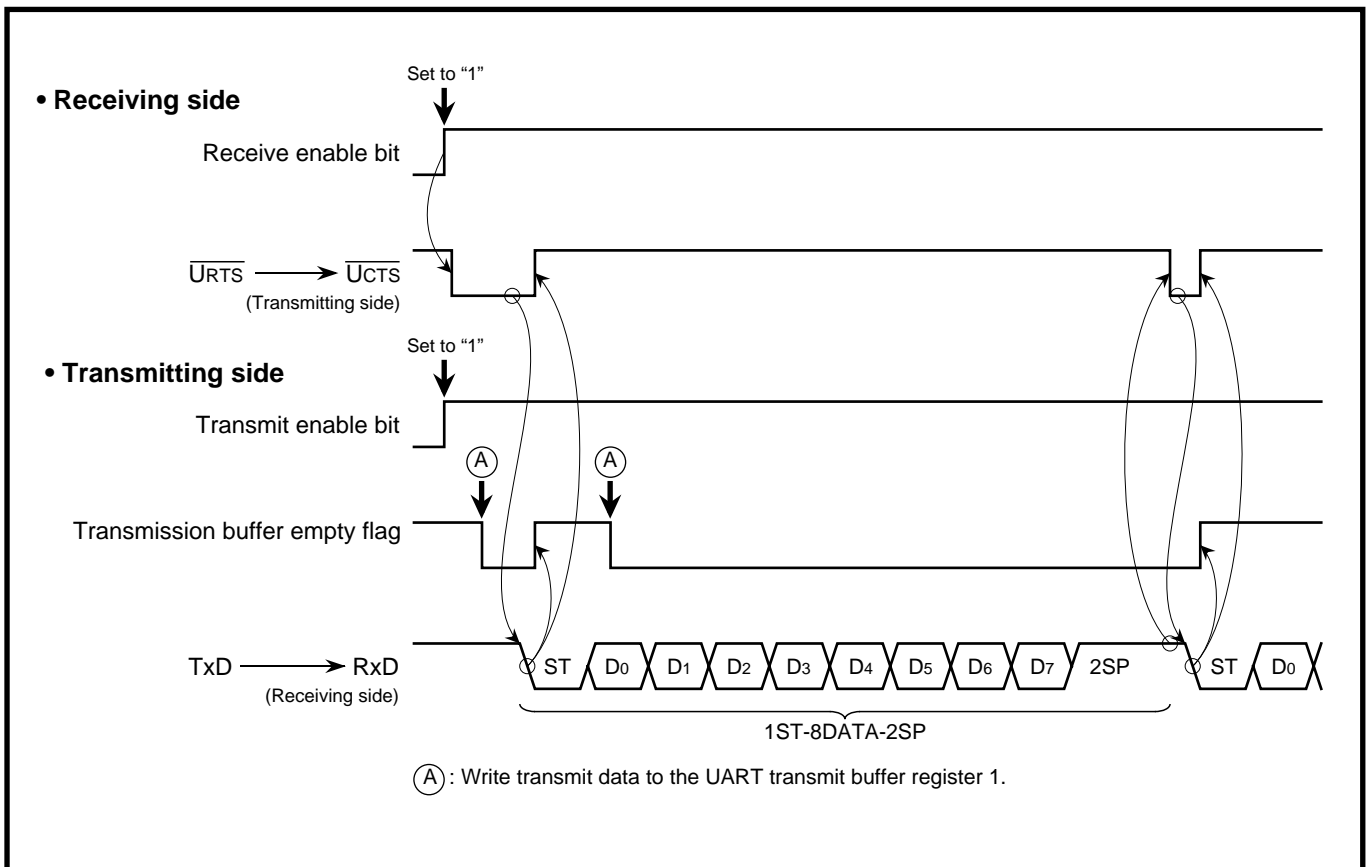 Set to “1”
• Receiving side
Receive enable bit
URTS UCTS
(Transmitting side)
Set to “1”
• Transmitting side
Transmit enable bit
A A
Transmission buffer empty flag
TxD RxD
(Receiving side)
ST D0 D1 D2 D3 D4 D5 D6 D7 2SP ST D0
1ST-8DATA-2SP
A : Write transmit data to the UART transmit buffer register 1.